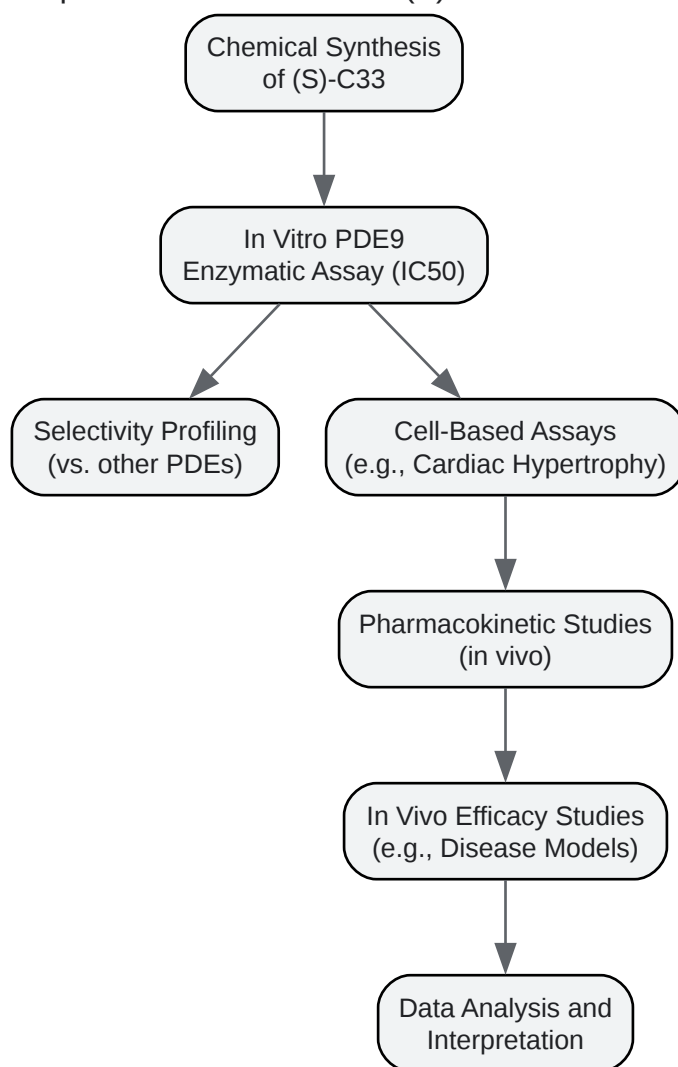 Chemical Synthesis
of (S)-C33
In Vitro PDE9
Enzymatic Assay (IC50)
Selectivity Profiling
(vs. other PDEs)
Cell-Based Assays
(e.g., Cardiac Hypertrophy)
Pharmacokinetic Studies
(in vivo)
In Vivo Efficacy Studies
(e.g., Disease Models)
Data Analysis and
Interpretation